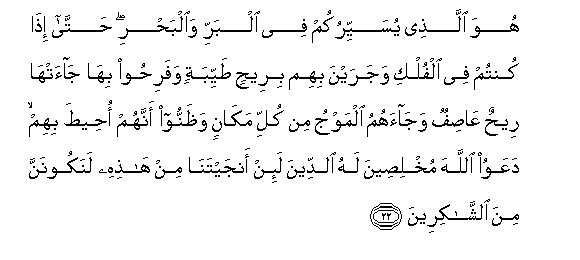 هُوَ ٱلَّذِى يُسَيِّرُكُمْ فِى ٱلْبَرِّ وَٱلْبَحْرِ ۖ حَتَّىٰٓ إِذَا
كُنتُمْ فِى ٱلْفُلْكِ وَجَرَيْنَ بِهِم بِرِيحٍ طَيِّبَةٍ وَفَرِحُوا۟ بِهَا جَآءَتْهَا
رِيحٌ عَاصِفٌ وَجَآءَهُمُ ٱلْمَوْجُ مِن كُلِّ مَكَانٍ وَظَنُّوٓا۟ أَنَّهُمْ أُحِيطَ بِهِمْ ۙ
دَعَوُا۟ ٱللَّهَ مُخْلِصِينَ لَهُ ٱلدِّينَ لَئِنْ أَنجَيْتَنَا مِنْ هَـٰذِهِۦ لَنَكُونَنَّ
مِنَ ٱلشَّـٰكِرِينَ ٢٢